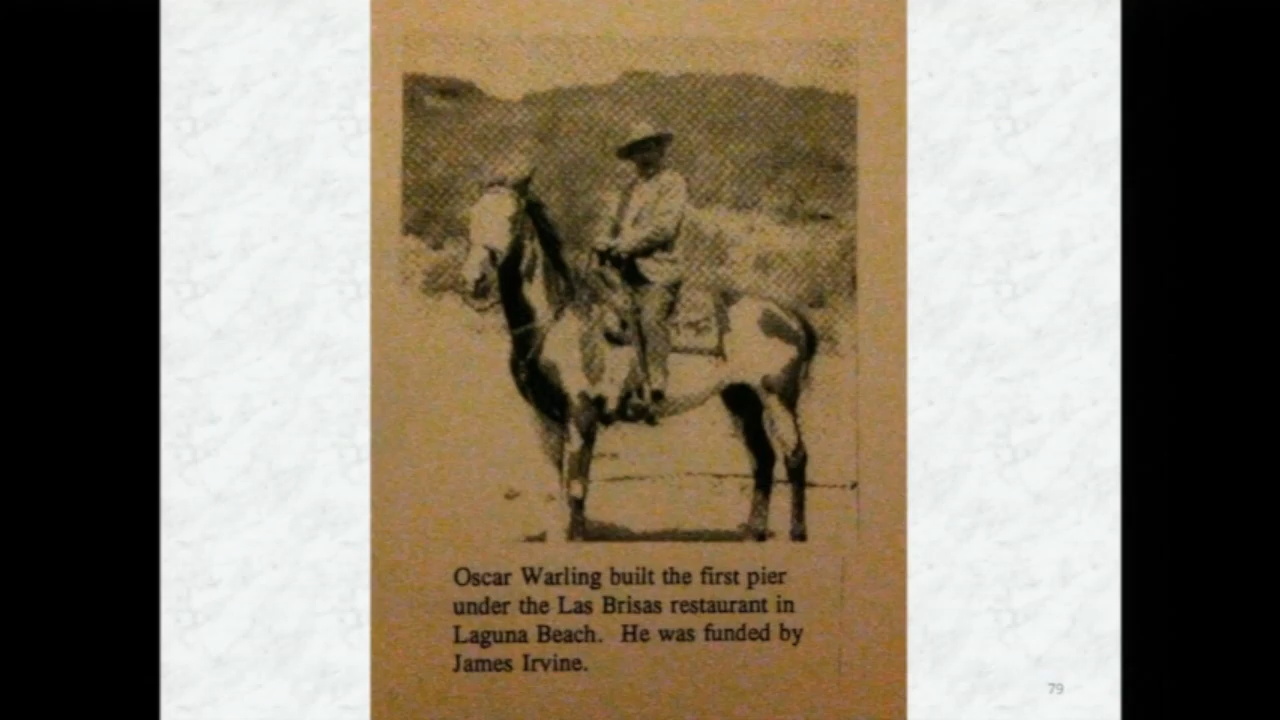 Oscar Warling built the first pier
under the Las Brisas restaurant in
Laguna Beach. He was funded by
James Irvine.
79